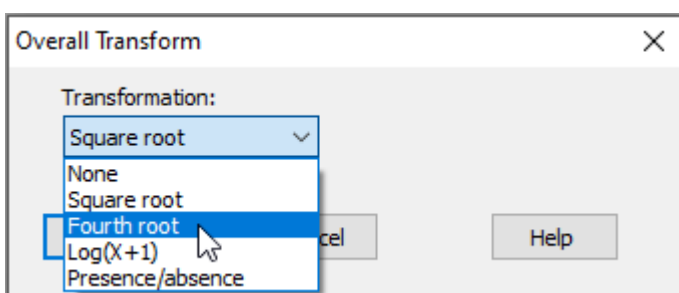 Overall Transform
Transformation:
Square root
None
Square root
Fourth root
Log(X+1)
Presence/absence
cel
Help